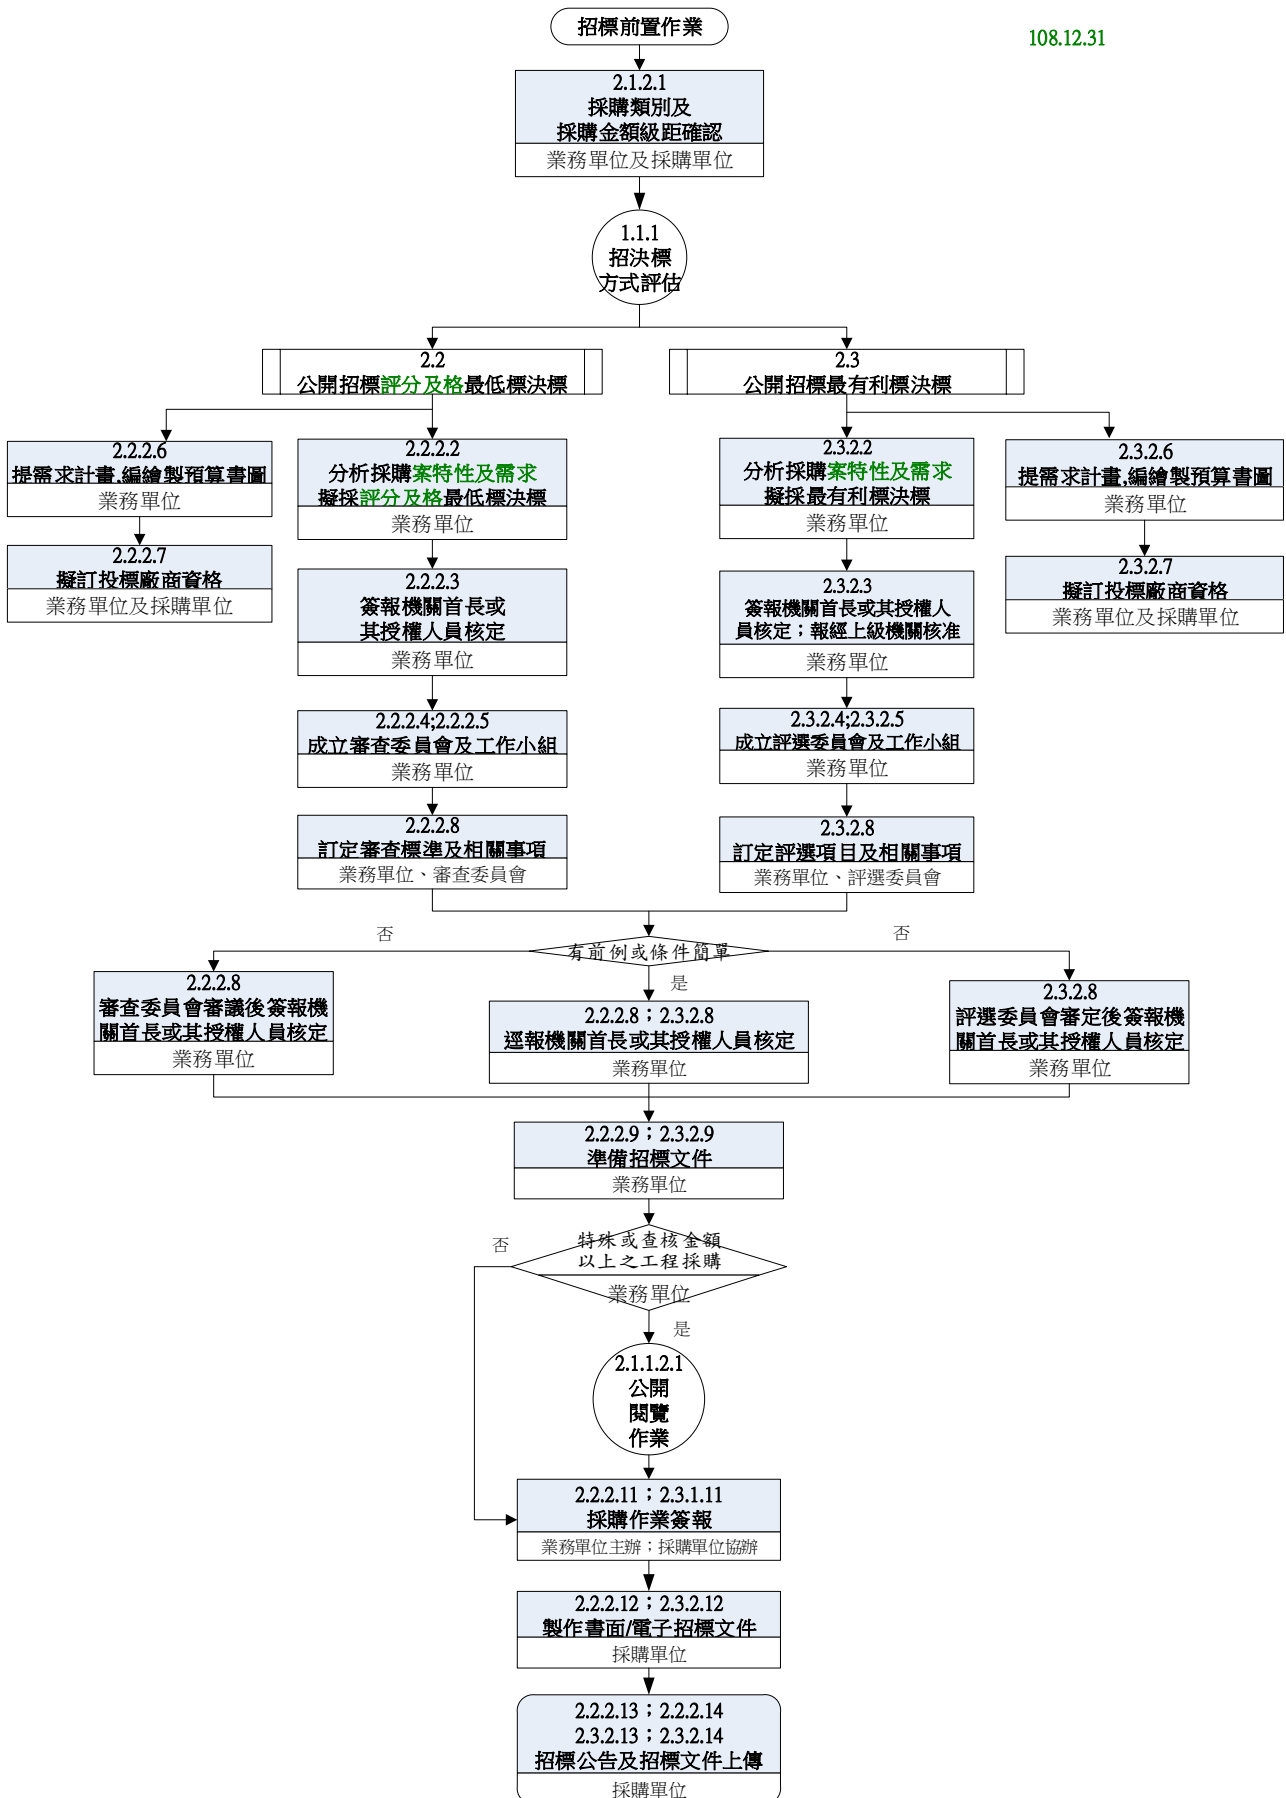 招標前置作業
108.12.31
2.1.2.1
採購類別及
採購金額級距確認
業務單位及採購單位
1.1.1
招決標
方式評估
2.2
公開招標評分及格最低標決標
2.3
公開招標最有利標決標
2.2.2.6
提需求計畫,編繪製預算書圖
業務單位
2.2.2.2
分析採購案特性及需求
擬採評分及格最低標決標
業務單位
2.3.2.2
分析採購案特性及需求
擬採最有利標決標
業務單位
2.3.2.6
提需求計畫,編繪製預算書圖
業務單位
2.2.2.7
擬訂投標廠商資格
業務單位及採購單位
2.2.2.3
簽報機關首長或
其授權人員核定
業務單位
2.3.2.3
簽報機關首長或其授權人
員核定；報經上級機關核准
業務單位
2.3.2.7
擬訂投標廠商資格
業務單位及採購單位
2.2.2.4;2.2.2.5
成立審查委員會及工作小組
業務單位
2.3.2.4;2.3.2.5
成立評選委員會及工作小組
業務單位
2.2.2.8
訂定審查標準及相關事項
業務單位、審查委員會
2.3.2.8
訂定評選項目及相關事項
業務單位、評選委員會
否
有前例或條件簡單
否
是
2.2.2.8
審查委員會審議後簽報機
關首長或其授權人員核定
業務單位
2.2.2.8；2.3.2.8
逕報機關首長或其授權人員核定
業務單位
2.3.2.8
評選委員會審定後簽報機
關首長或其授權人員核定
業務單位
2.2.2.9；2.3.2.9
準備招標文件
業務單位
否
特殊或查核金額
以上之工程採購
業務單位
是
2.1.1.2.1
公開
閱覽
作業
2.2.2.11；2.3.1.11
採購作業簽報
業務單位主辦；採購單位協辦
2.2.2.12；2.3.2.12
製作書面/電子招標文件
採購單位
2.2.2.13；2.2.2.14
2.3.2.13；2.3.2.14
招標公告及招標文件上傳
採購單位